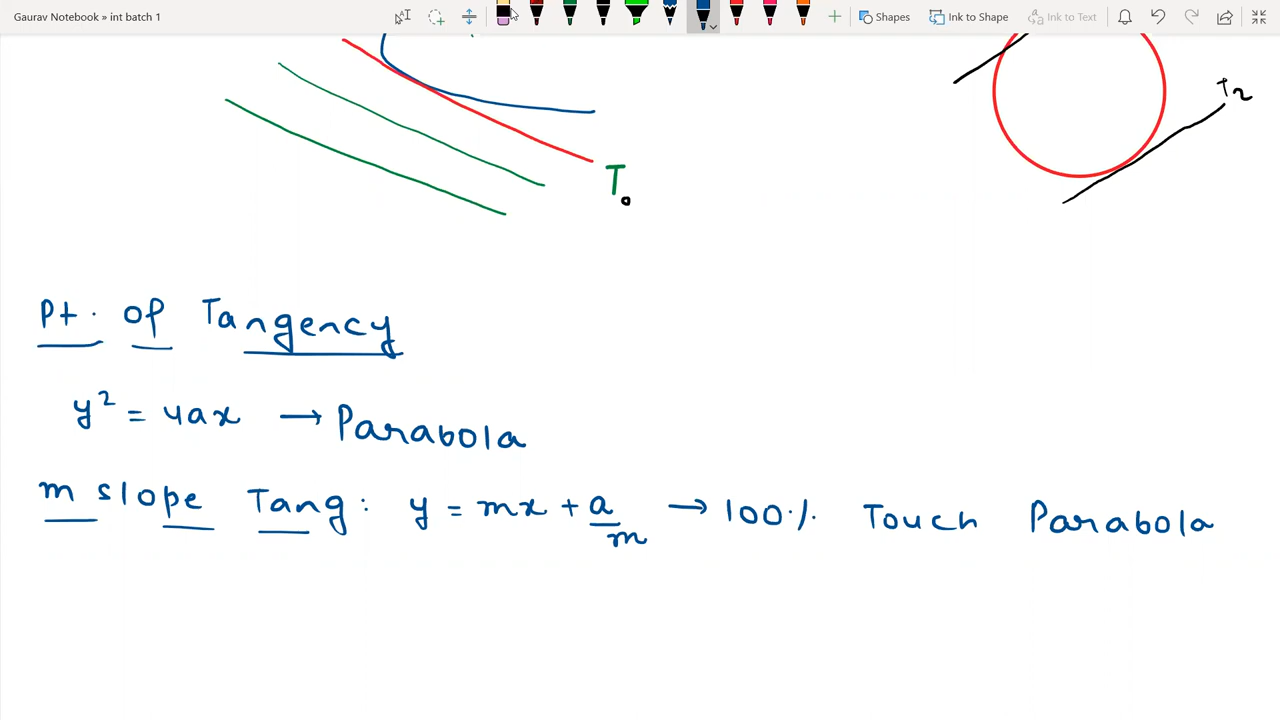 Gaurav Notebook » int batch 1
Shapes
Ink to Shape
Ink to Text
T2
T0
Pt. of Tangency
y² = 4ax → Parabola
m slope Tang: y = mx + a/m → 100% Touch Parabola